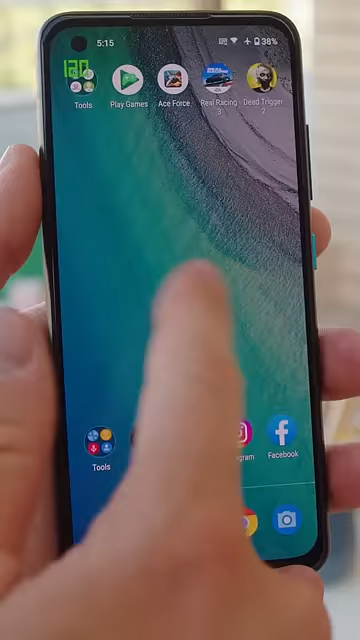 5:15
38%
120
Tools
Play Games
Ace Force
Real Racing
3
Dead Trigger
2
Tools
gram
Facebook